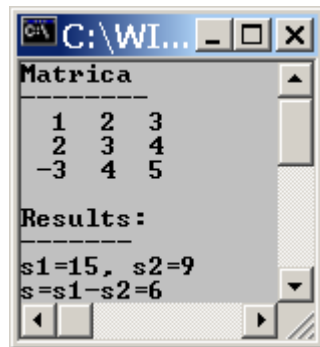 C:\WI...
Matrica
---------
1 2 3
2 3 4
-3 4 5
Results:
--------
s1=15, s2=9
s=s1-s2=6